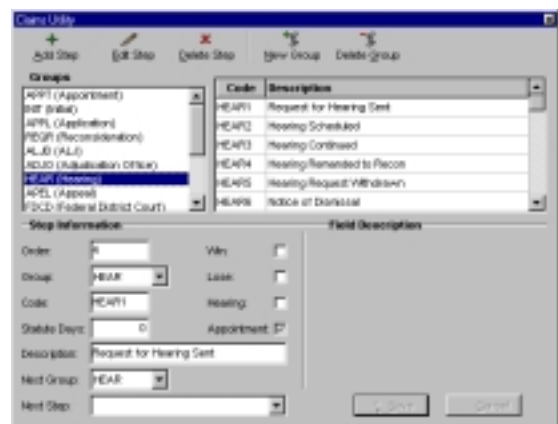 Claims Utility
Add Step Edit Step Delete Step New Group Delete Group
Groups
APPT (Appointment)
INIT (Initial)
APPL (Application)
REQR (Reconsideration)
ALJD (ALJ)
ADJO (Adjudication Office)
HEAR (Hearing)
APEL (Appeal)
FDCD (Federal District Court)
Code Description
HEAR1 Request for Hearing Sent
HEAR2 Hearing Scheduled
HEAR3 Hearing Continued
HEAR4 Hearing Remanded to Recon
HEAR5 Hearing Request Withdrawn
HEAR6 Notice of Dismissal
Step Information
Field Description
Order:
Win:
Group: HEAR
Lose:
Code: HEAR1
Hearing:
Statute Days: 0
Appointment:
Description: Request for Hearing Sent
Next Group: HEAR
Next Step:
Save Cancel